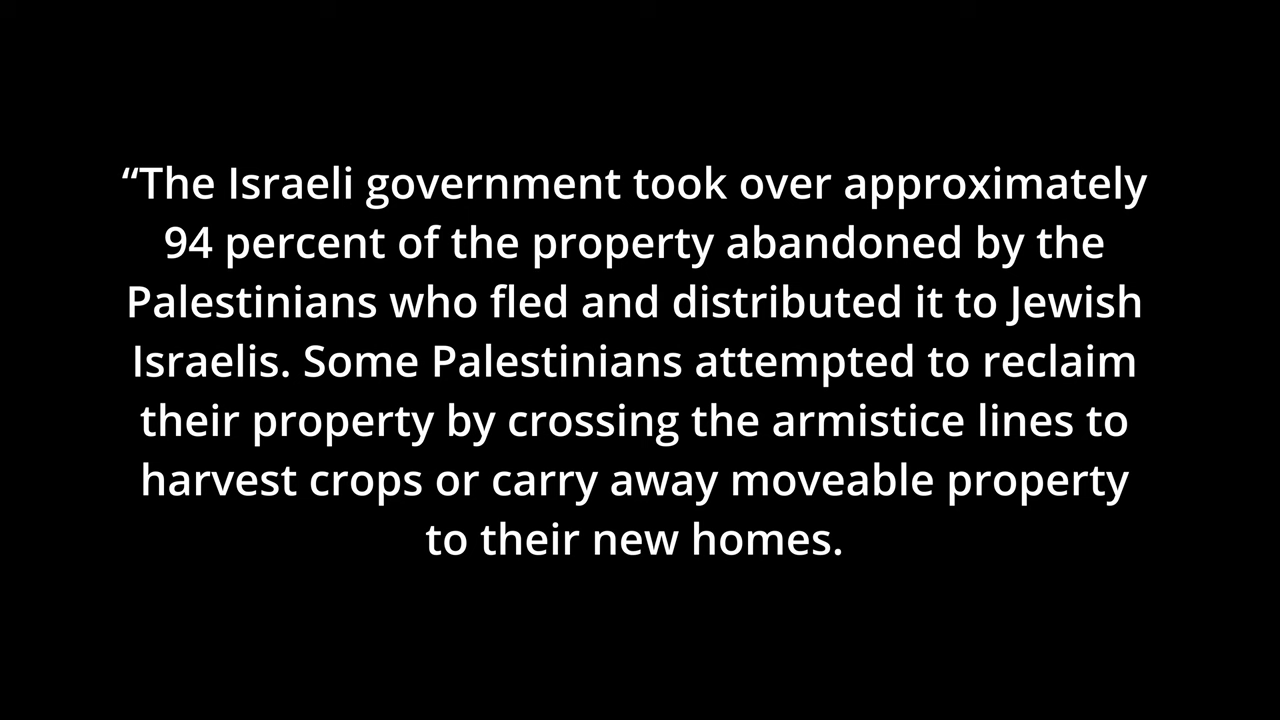 “The Israeli government took over approximately
94 percent of the property abandoned by the
Palestinians who fled and distributed it to Jewish
Israelis. Some Palestinians attempted to reclaim
their property by crossing the armistice lines to
harvest crops or carry away moveable property
to their new homes.